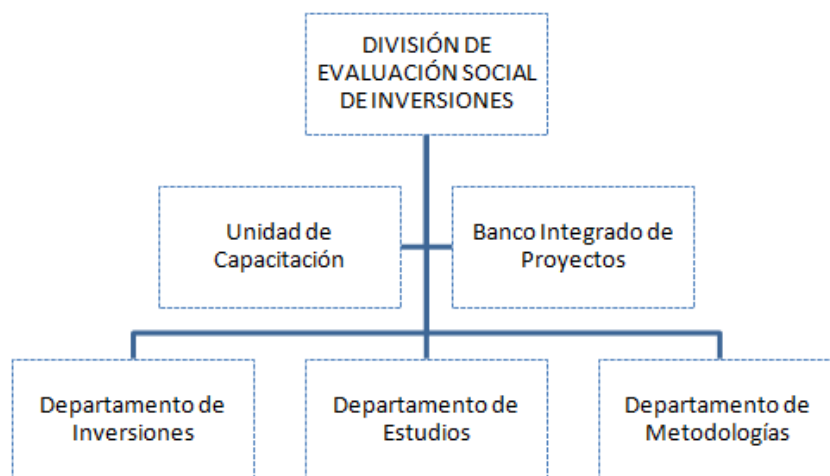 DIVISIÓN DE
EVALUACIÓN SOCIAL
DE INVERSIONES
Unidad de
Capacitación
Banco Integrado de
Proyectos
Departamento de
Inversiones
Departamento de
Estudios
Departamento de
Metodologías